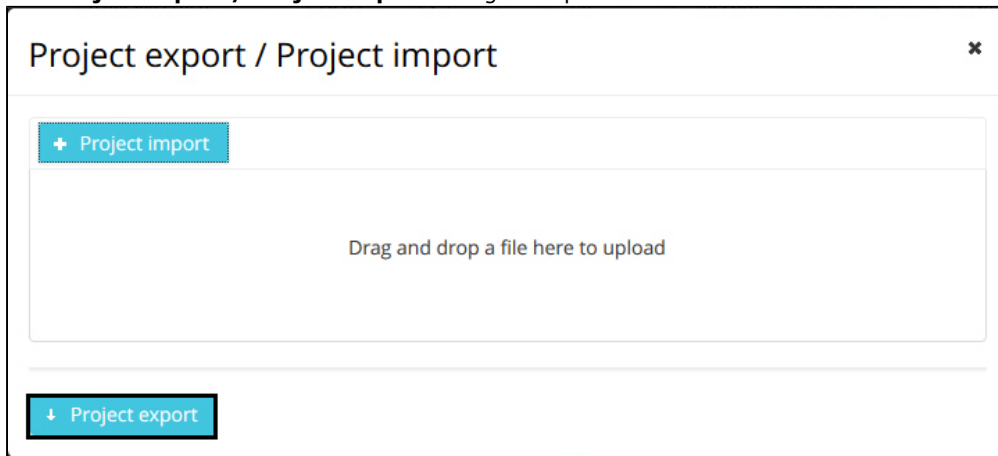 Project export / Project import
Project import
Drag and drop a file here to upload
Project export